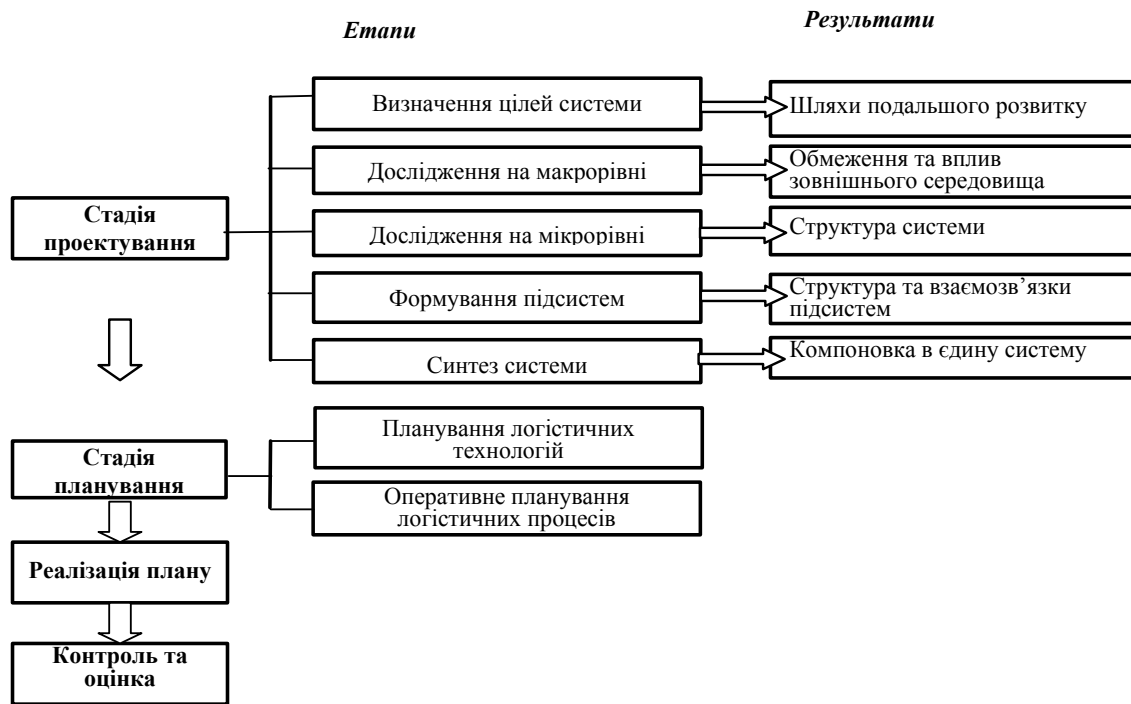 Етапи
Результати
Визначення цілей системи
Шляхи подальшого розвитку
Дослідження на макрорівні
Обмеження та вплив
зовнішнього середовища
Стадія
проектування
Дослідження на мікрорівні
Структура системи
Формування підсистем
Структура та взаємозв’язки
підсистем
Синтез системи
Компоновка в єдину систему
Стадія
планування
Планування логістичних
технологій
Оперативне планування
логістичних процесів
Реалізація плану
Контроль та
оцінка